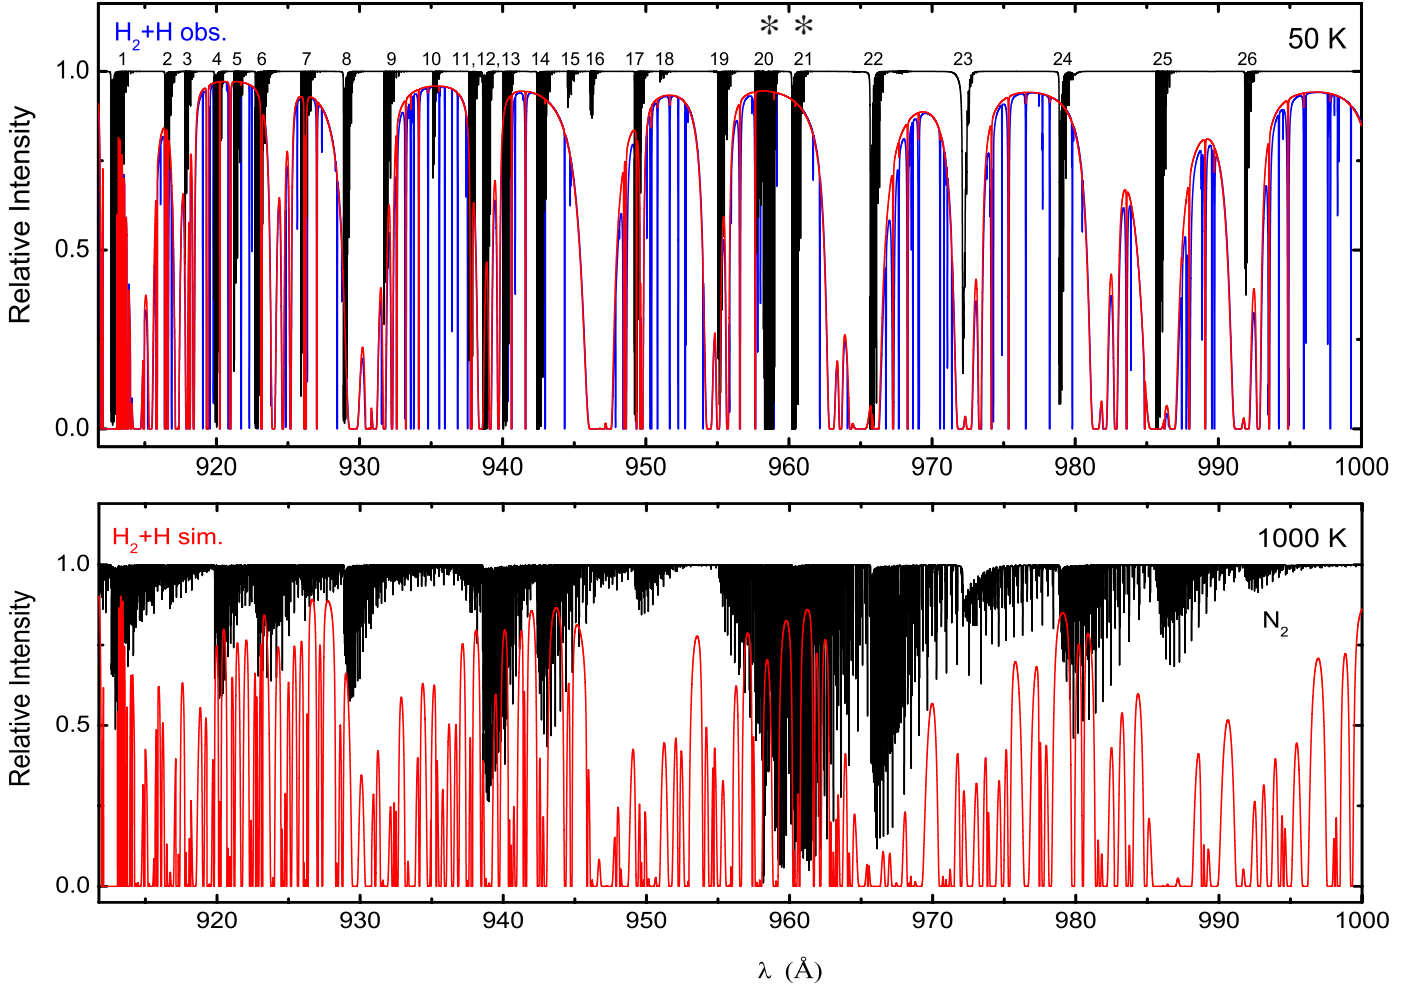 * *
H2+H obs. 50 K
1 2 3 4 5 6 7 8 9 10 11,12,13 14 15 16 17 18 19 20 21 22 23 24 25 26
1.0
0.5
0.0
Relative Intensity
920 930 940 950 960 970 980 990 1000
H2+H sim. 1000 K
1.0
N2
0.5
0.0
Relative Intensity
920 930 940 950 960 970 980 990 1000
λ (Å)